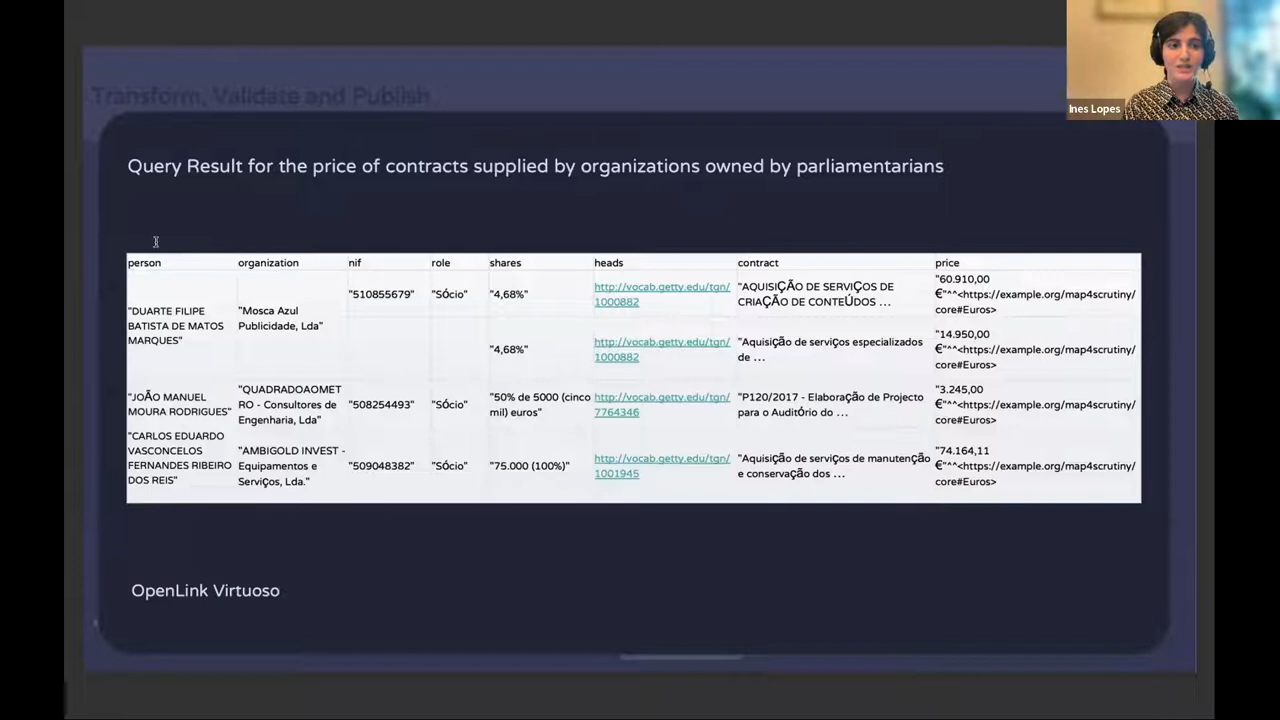 Ines Lopes
Transform, Validate and Publish
Query Result for the price of contracts supplied by organizations owned by parliamentarians
person organization nif role shares heads contract price
"DUARTE FILIPE
BATISTA DE MATOS
MARQUES"
"Mosca Azul
Publicidade, Lda"
"510855679"
"Sócio"
"4,68%"
http://vocab.getty.edu/tgn/
1000882
"AQUISIÇÃO DE SERVIÇOS DE
CRIAÇÃO DE CONTEÚDOS ...
"60.910,00
€"^^<https://example.org/map4scrutiny/
core#Euros>
"4,68%"
http://vocab.getty.edu/tgn/
1000882
"Aquisição de serviços especializados
de ...
"14.950,00
€"^^<https://example.org/map4scrutiny/
core#Euros>
"JOÃO MANUEL
MOURA RODRIGUES"
"QUADRADOAOMET
RO - Consultores de
Engenharia, Lda"
"508254493"
"Sócio"
"50% de 5000 (cinco
mil) euros"
http://vocab.getty.edu/tgn/
7764346
"P120/2017 - Elaboração de Projecto
para o Auditório do ...
"3.245,00
€"^^<https://example.org/map4scrutiny/
core#Euros>
"CARLOS EDUARDO
VASCONCELOS
FERNANDES RIBEIRO
DOS REIS"
"AMBIGOLD INVEST -
Equipamentos e
Serviços, Lda."
"509048382"
"Sócio"
"75.000 (100%)"
http://vocab.getty.edu/tgn/
1001945
"Aquisição de serviços de manutenção
e conservação dos ...
"74.164,11
€"^^<https://example.org/map4scrutiny/
core#Euros>
OpenLink Virtuoso